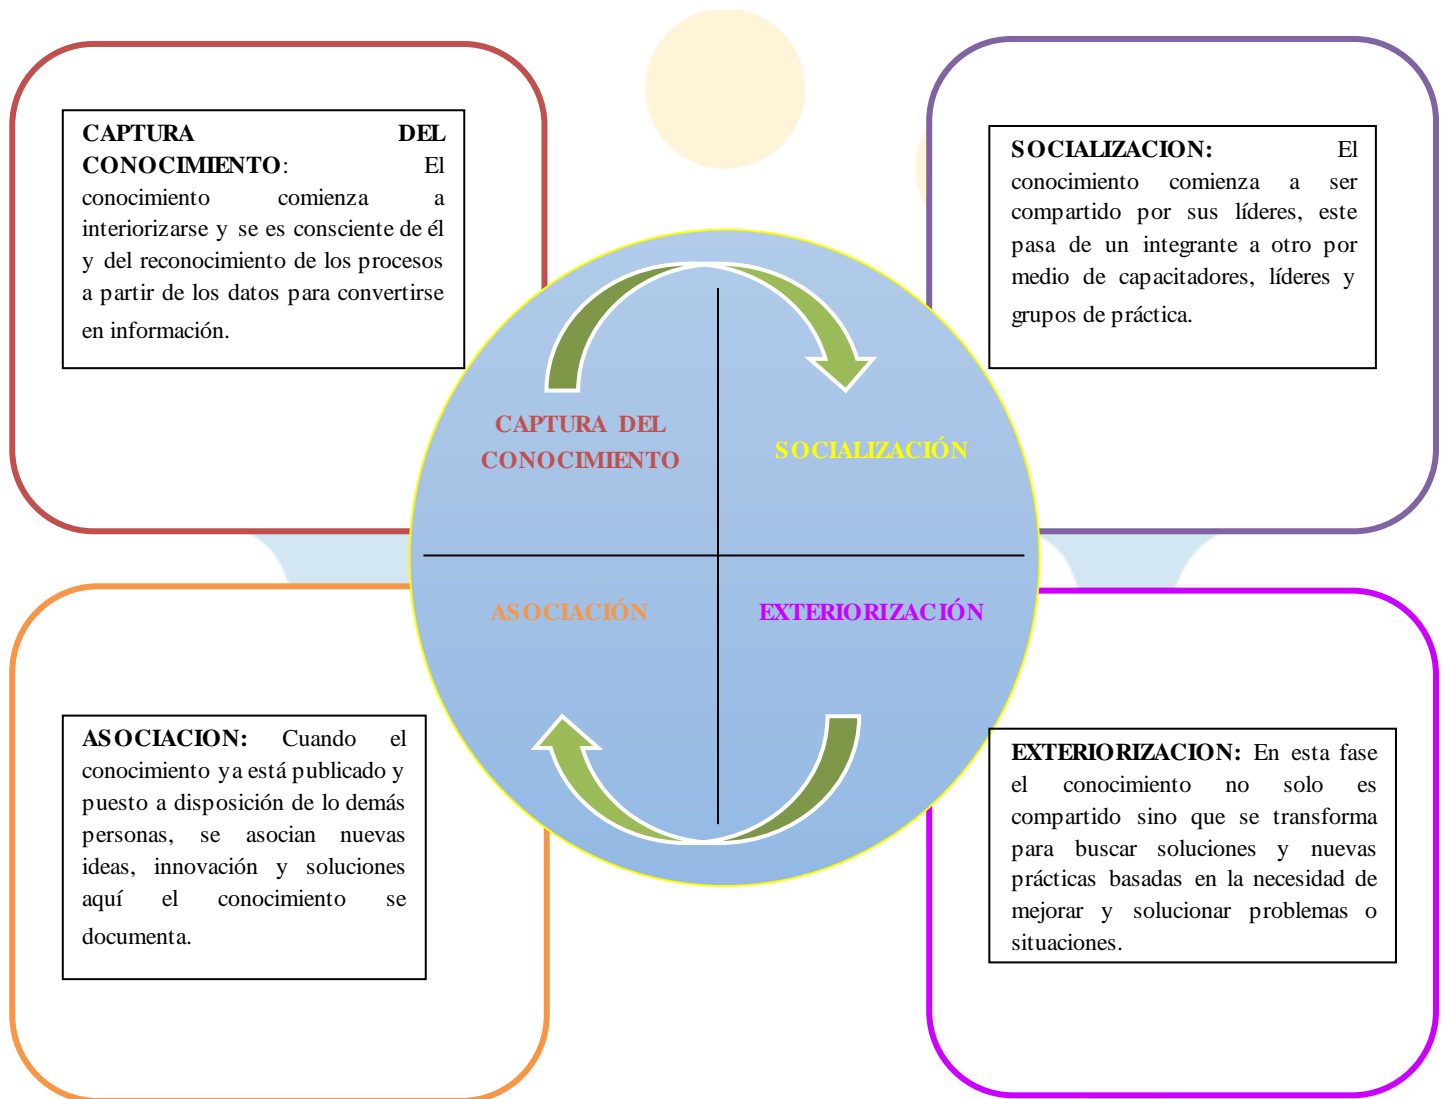 CAPTURA DEL
CONOCIMIENTO: El
conocimiento comienza a
interiorizarse y se es consciente de él
y del reconocimiento de los procesos
a partir de los datos para convertirse
en información.
SOCIALIZACION: El
conocimiento comienza a ser
compartido por sus líderes, este
pasa de un integrante a otro por
medio de capacitadores, líderes y
grupos de práctica.
CAPTURA DEL
CONOCIMIENTO
SOCIALIZACIÓN
ASOCIACIÓN
EXTERIORIZACIÓN
ASOCIACION: Cuando el
conocimiento ya está publicado y
puesto a disposición de lo demás
personas, se asocian nuevas
ideas, innovación y soluciones
aquí el conocimiento se
documenta.
EXTERIORIZACION: En esta fase
el conocimiento no solo es
compartido sino que se transforma
para buscar soluciones y nuevas
prácticas basadas en la necesidad de
mejorar y solucionar problemas o
situaciones.